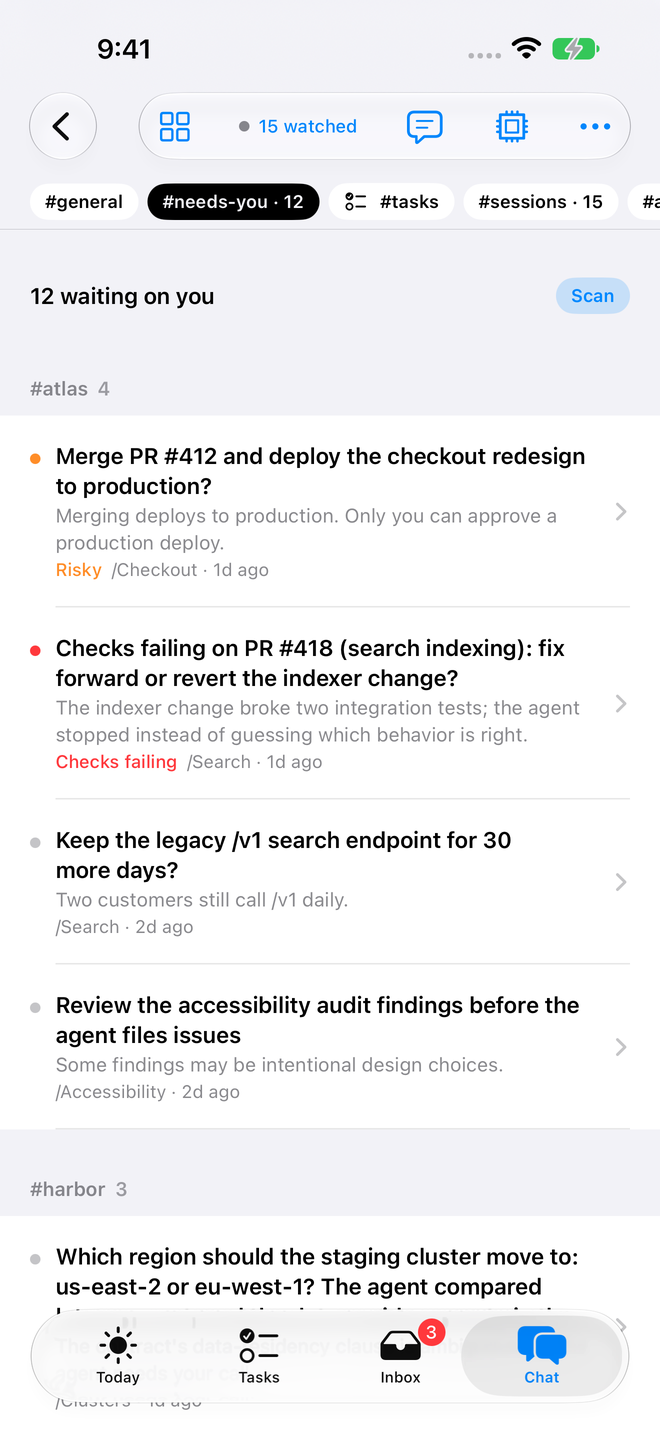 9:41
15 watched
#general
#needs-you · 12
#tasks
#sessions · 15
12 waiting on you
Scan
#atlas 4
Merge PR #412 and deploy the checkout redesign
to production?
Merging deploys to production. Only you can approve a
production deploy.
Risky /Checkout · 1d ago
Checks failing on PR #418 (search indexing): fix
forward or revert the indexer change?
The indexer change broke two integration tests; the agent
stopped instead of guessing which behavior is right.
Checks failing /Search · 1d ago
Keep the legacy /v1 search endpoint for 30
more days?
Two customers still call /v1 daily.
/Search · 2d ago
Review the accessibility audit findings before the
agent files issues
Some findings may be intentional design choices.
/Accessibility · 2d ago
#harbor 3
Which region should the staging cluster move to:
us-east-2 or eu-west-1? The agent compared
/Clusters · 1d ago
3
Today
Tasks
Inbox
Chat